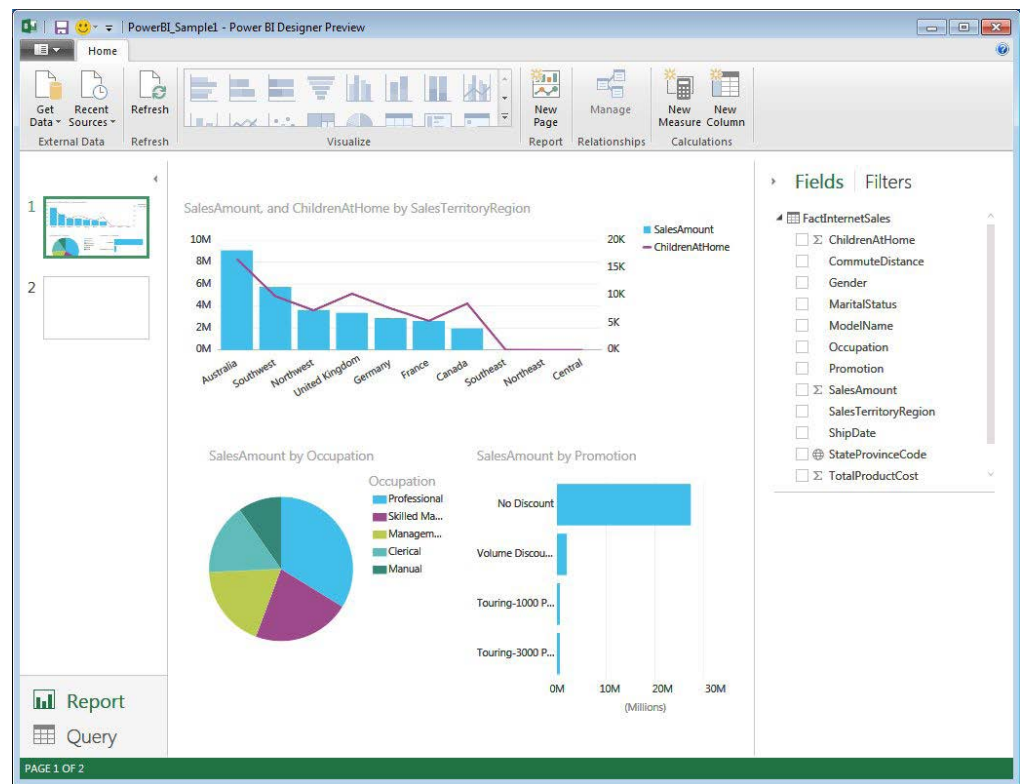 PowerBI_Sample1 - Power BI Designer Preview
Home
Get Data
Recent Sources
Refresh
New Page
Manage
New Measure
New Column
External Data
Refresh
Visualize
Report
Relationships
Calculations
1
2
SalesAmount, and ChildrenAtHome by SalesTerritoryRegion
SalesAmount
ChildrenAtHome
10M
8M
6M
4M
2M
0M
20K
15K
10K
5K
0K
Australia
Southwest
Northwest
United Kingdom
Germany
France
Canada
Southeast
Northeast
Central
SalesAmount by Occupation
Occupation
Professional
Skilled Ma...
Managem...
Clerical
Manual
SalesAmount by Promotion
No Discount
Volume Discou...
Touring-1000 P...
Touring-3000 P...
0M 10M 20M 30M
(Millions)
Fields Filters
FactInternetSales
Σ ChildrenAtHome
CommuteDistance
Gender
MaritalStatus
ModelName
Occupation
Promotion
Σ SalesAmount
SalesTerritoryRegion
ShipDate
StateProvinceCode
Σ TotalProductCost
Report
Query
PAGE 1 OF 2